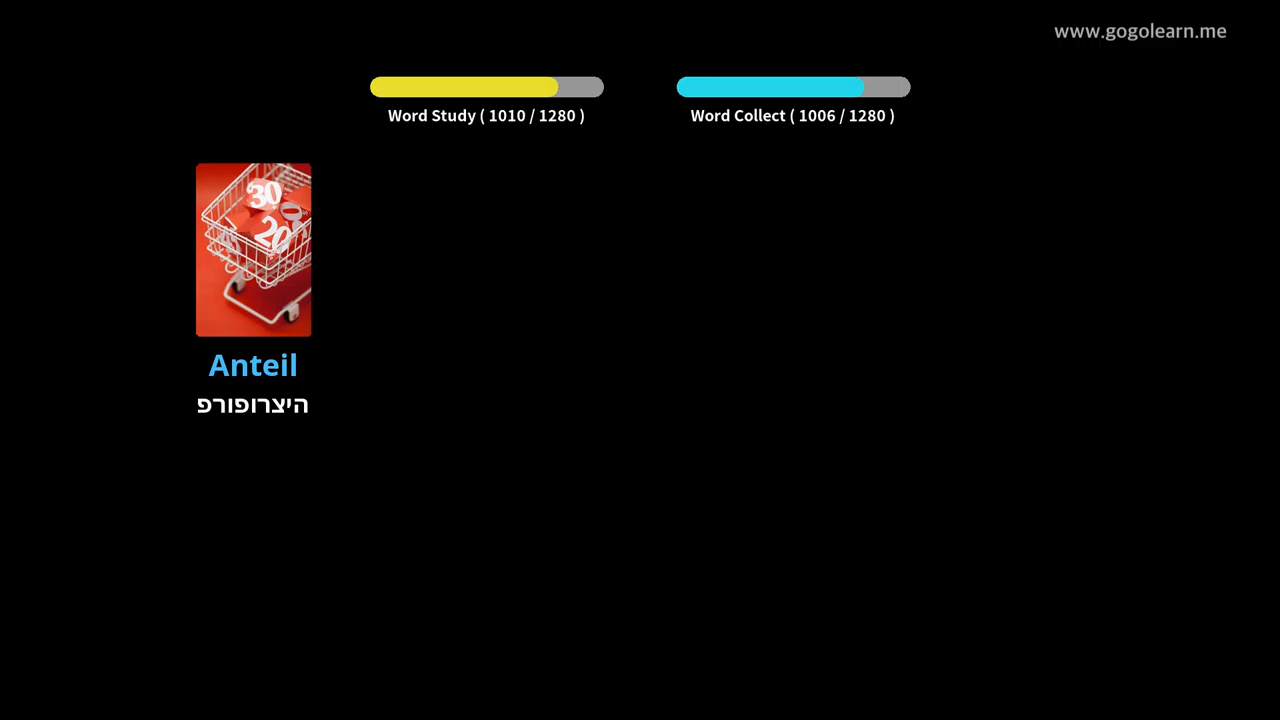 www.gogolearn.me
Word Study ( 1010 / 1280 )
Word Collect ( 1006 / 1280 )
30
20
Anteil
היצרופורפ